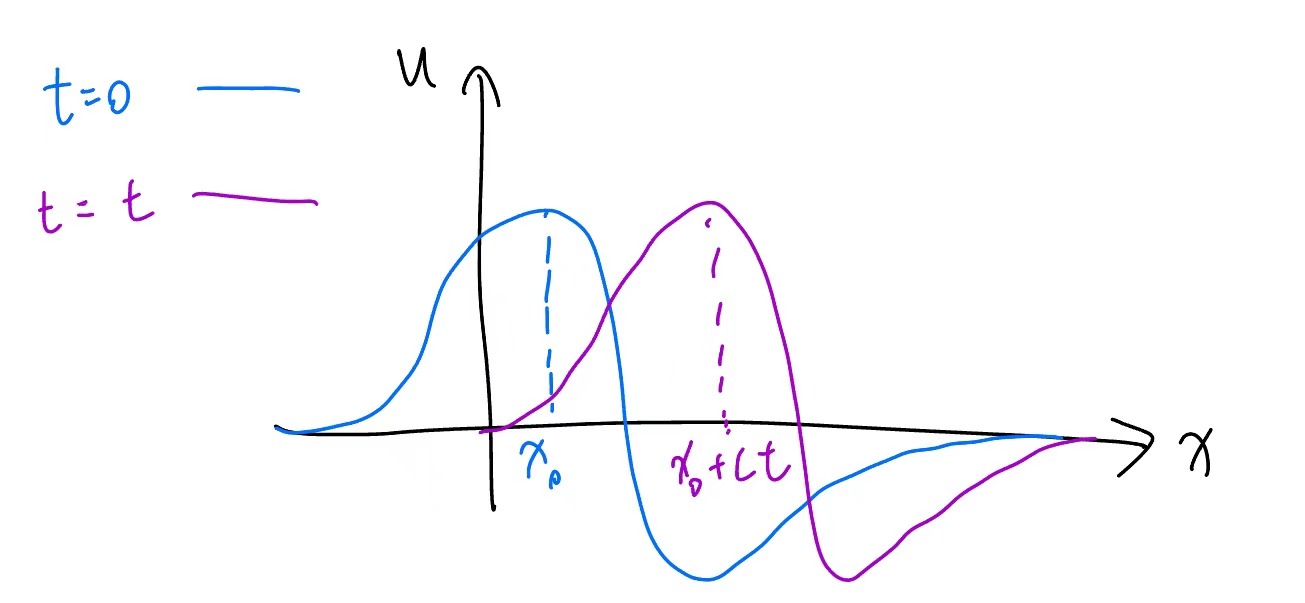 t=0
u
t = t
x₀
x₀+ct
x